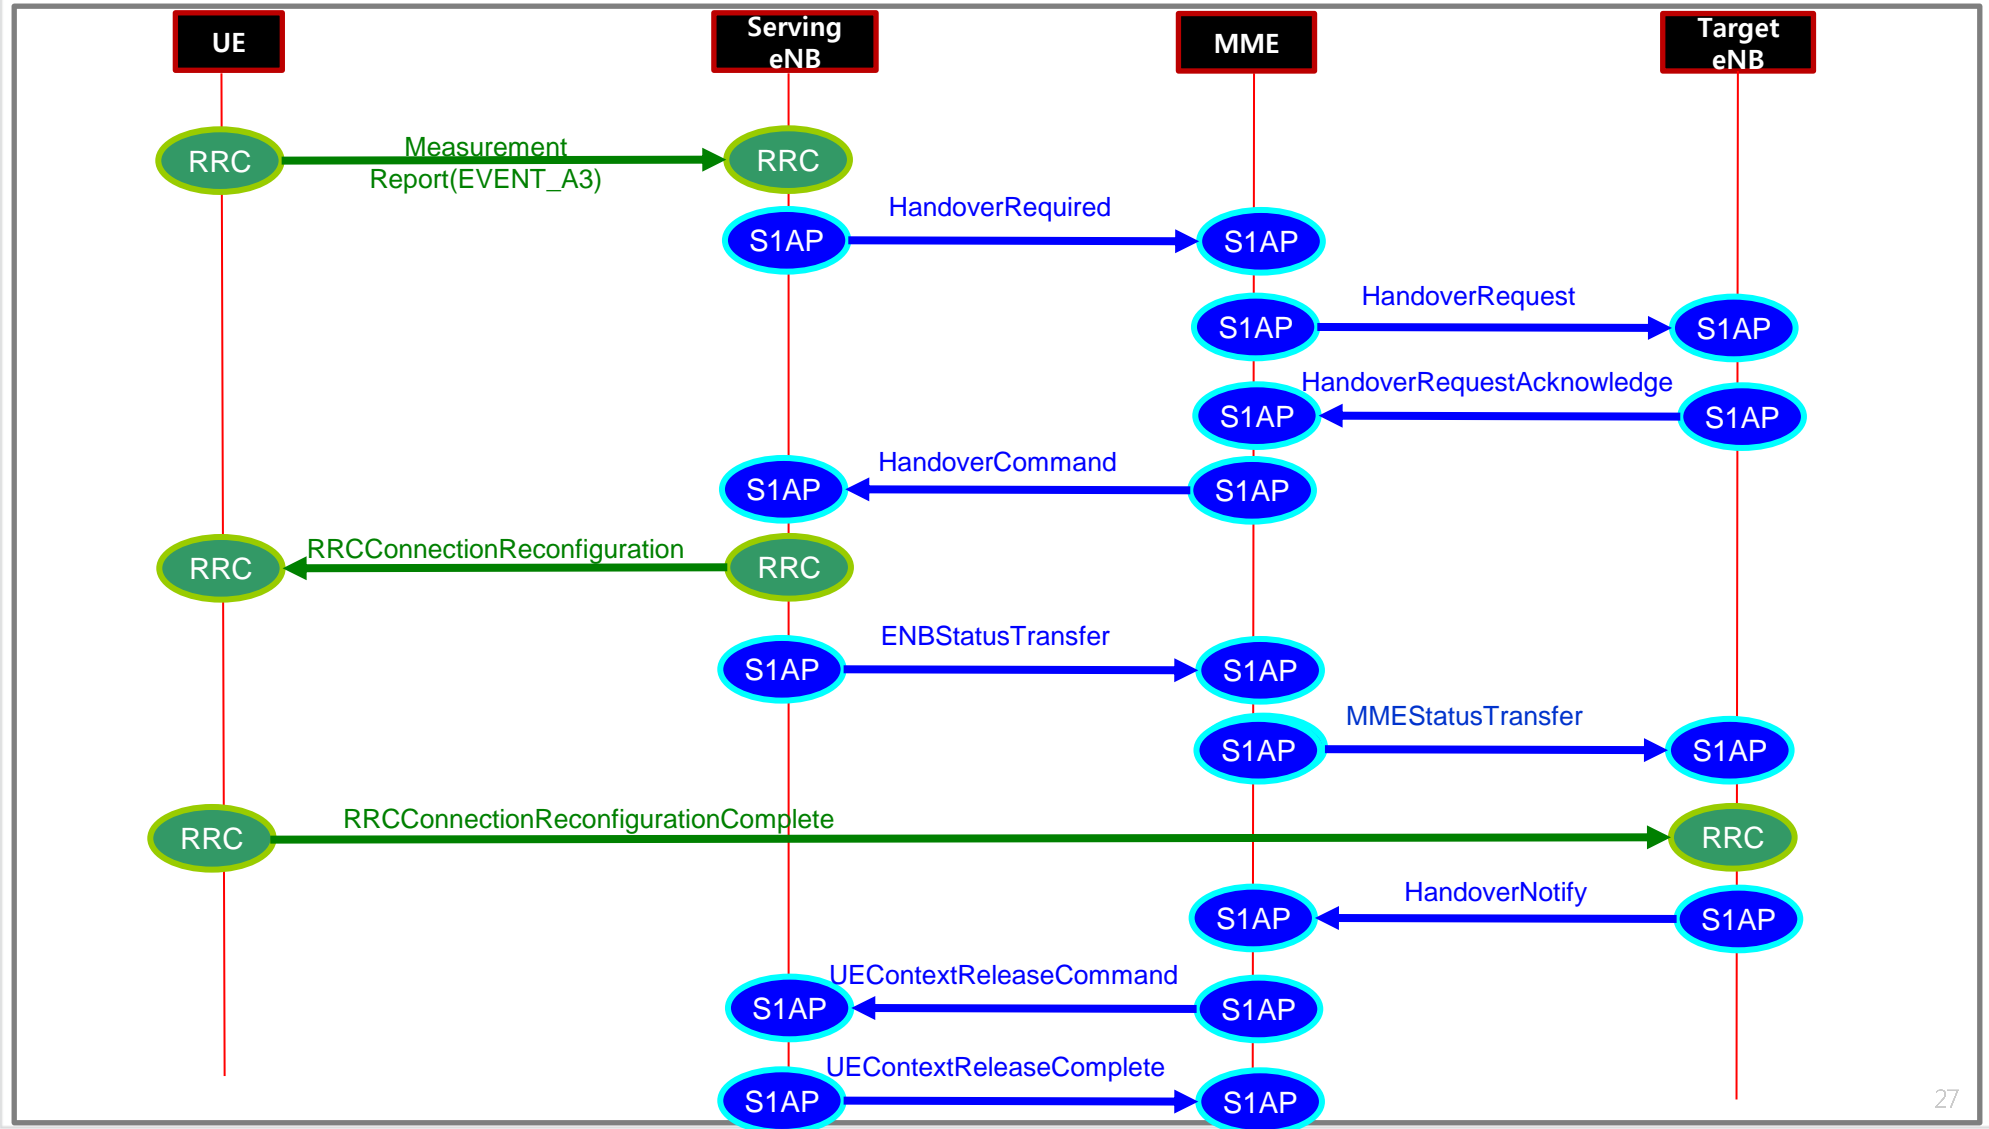 UE
Serving
eNB
MME
Target
eNB
RRC
Measurement
Report(EVENT_A3)
RRC
S1AP
HandoverRequired
S1AP
S1AP
HandoverRequest
S1AP
S1AP
HandoverRequestAcknowledge
S1AP
S1AP
HandoverCommand
S1AP
RRC
RRCConnectionReconfiguration
RRC
S1AP
ENBStatusTransfer
S1AP
S1AP
MMEStatusTransfer
S1AP
RRC
RRCConnectionReconfigurationComplete
RRC
S1AP
HandoverNotify
S1AP
S1AP
UEContextReleaseCommand
S1AP
S1AP
UEContextReleaseComplete
S1AP
27